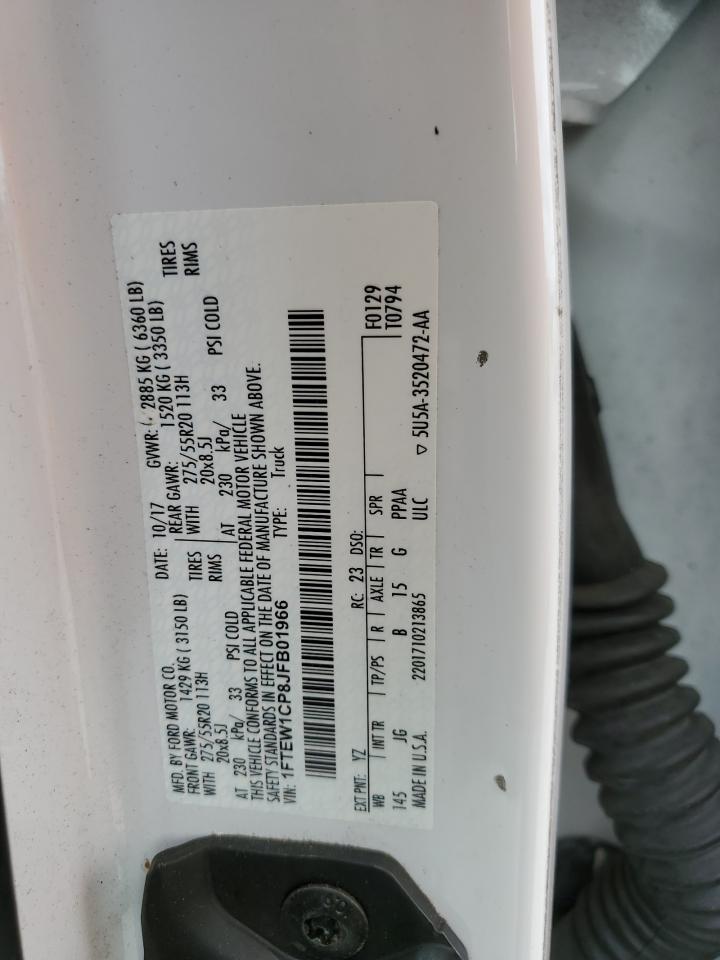 MFD. BY FORD MOTOR CO.
DATE: 10/17 GVWR: 2885 KG ( 6360 LB)
FRONT GAWR: 1429 KG ( 3150 LB) REAR GAWR: 1520 KG ( 3350 LB)
WITH 275/55R20 113H TIRES WITH 275/55R20 113H TIRES
20x8.5J RIMS 20x8.5J RIMS
AT 230 kPa/ 33 PSI COLD AT 230 kPa/ 33 PSI COLD
THIS VEHICLE CONFORMS TO ALL APPLICABLE FEDERAL MOTOR VEHICLE
SAFETY STANDARDS IN EFFECT ON THE DATE OF MANUFACTURE SHOWN ABOVE.
VIN: 1FTEW1CP8JFB01966 TYPE: Truck
EXT PNT: YZ RC: 23 DSO: F0129
WB INT TR TP/PS R AXLE TR SPR T0794
145 JG B 15 G PPAA
MADE IN U.S.A. 2201710213865 ULC ▽ 5U5A-3520472-AA